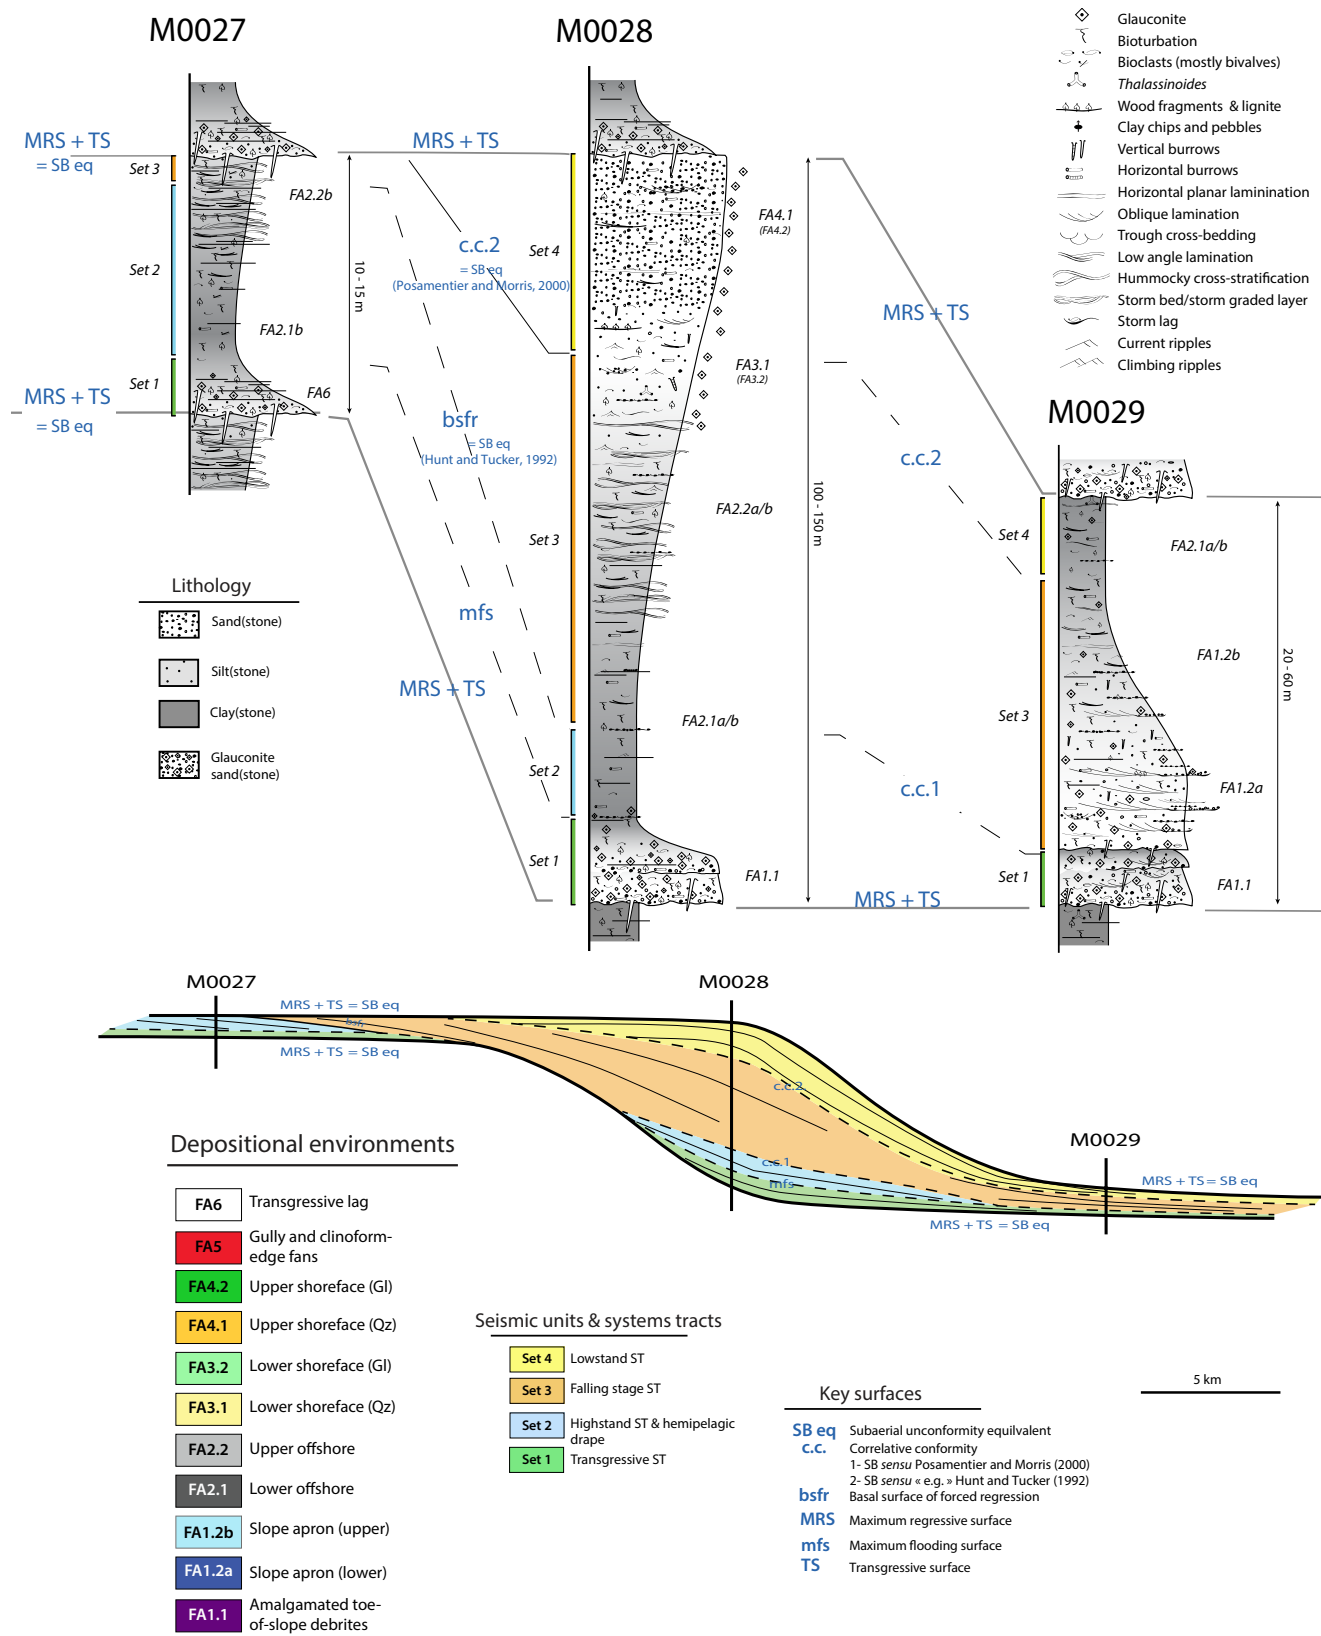 M0027
M0028
Glauconite
Bioturbation
Bioclasts (mostly bivalves)
Thalassinoides
Wood fragments & lignite
Clay chips and pebbles
Vertical burrows
Horizontal burrows
Horizontal planar laminination
Oblique lamination
Trough cross-bedding
Low angle lamination
Hummocky cross-stratification
Storm bed/storm graded layer
Storm lag
Current ripples
Climbing ripples
MRS + TS
= SB eq
Set 3
FA2.2b
Set 2
FA2.1b
Set 1
FA6
MRS + TS
= SB eq
10 - 15 m
MRS + TS
c.c.2
= SB eq
(Posamentier and Morris, 2000)
bsfr
= SB eq
(Hunt and Tucker, 1992)
mfs
MRS + TS
Set 4
Set 3
Set 2
Set 1
FA4.1
(FA4.2)
FA3.1
(FA3.2)
FA2.2a/b
FA2.1a/b
FA1.1
100 - 150 m
MRS + TS
c.c.2
c.c.1
MRS + TS
M0029
Set 4
Set 3
Set 1
FA2.1a/b
FA1.2b
FA1.2a
FA1.1
20 - 60 m
Lithology
Sand(stone)
Silt(stone)
Clay(stone)
Glauconite
sand(stone)
M0027
MRS + TS = SB eq
bsfr
MRS + TS = SB eq
M0028
c.c.2
c.c.1
mfs
M0029
MRS + TS= SB eq
MRS + TS = SB eq
Depositional environments
FA6 Transgressive lag
FA5 Gully and clinoform-
edge fans
FA4.2 Upper shoreface (Gl)
FA4.1 Upper shoreface (Qz)
FA3.2 Lower shoreface (Gl)
FA3.1 Lower shoreface (Qz)
FA2.2 Upper offshore
FA2.1 Lower offshore
FA1.2b Slope apron (upper)
FA1.2a Slope apron (lower)
FA1.1 Amalgamated toe-
of-slope debrites
Seismic units & systems tracts
Set 4 Lowstand ST
Set 3 Falling stage ST
Set 2 Highstand ST & hemipelagic
drape
Set 1 Transgressive ST
5 km
Key surfaces
SB eq Subaerial unconformity equilvalent
c.c. Correlative conformity
1- SB sensu Posamentier and Morris (2000)
2- SB sensu « e.g. » Hunt and Tucker (1992)
bsfr Basal surface of forced regression
MRS Maximum regressive surface
mfs Maximum flooding surface
TS Transgressive surface